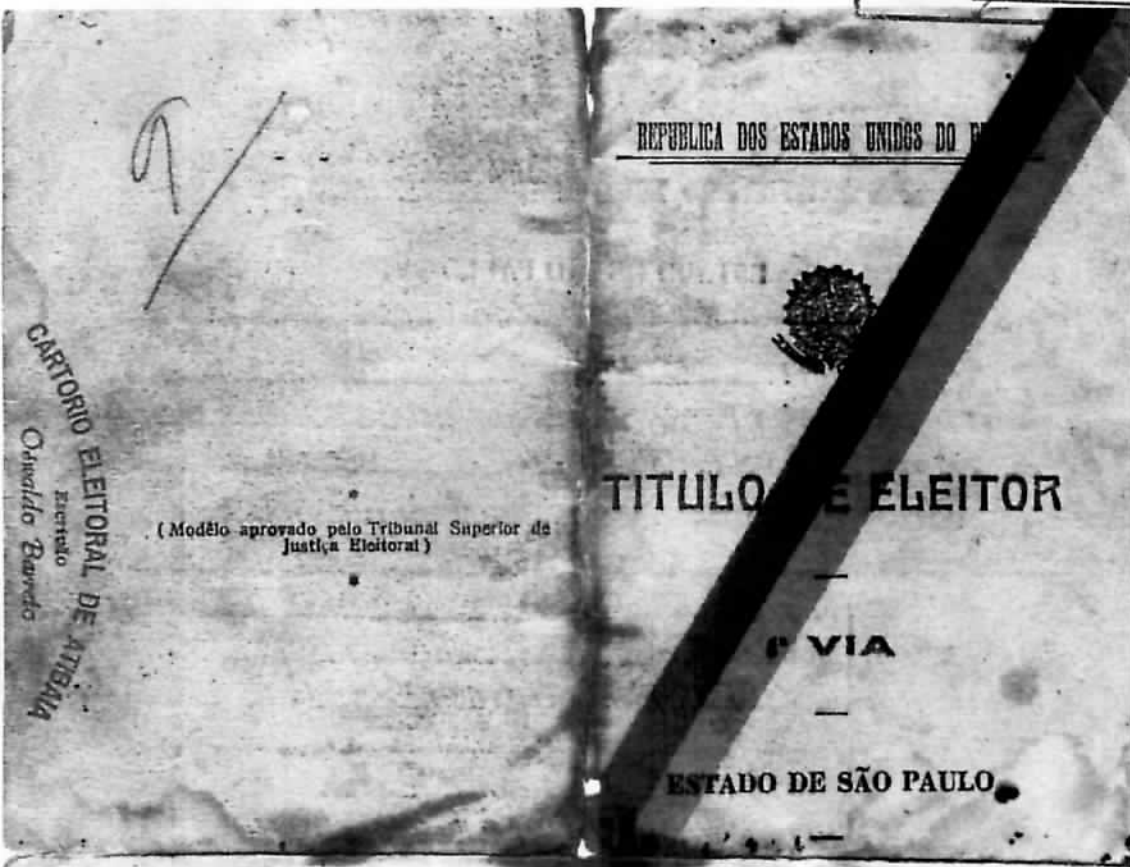 CARTORIO ELEITORAL DE ATIBAIA
Escrivão
Oswaldo Barreto
(Modêlo aprovado pelo Tribunal Superior de
Justiça Eleitoral)
REPUBLICA DOS ESTADOS UNIDOS DO
TITULO E ELEITOR
1ª VIA
ESTADO DE SÃO PAULO